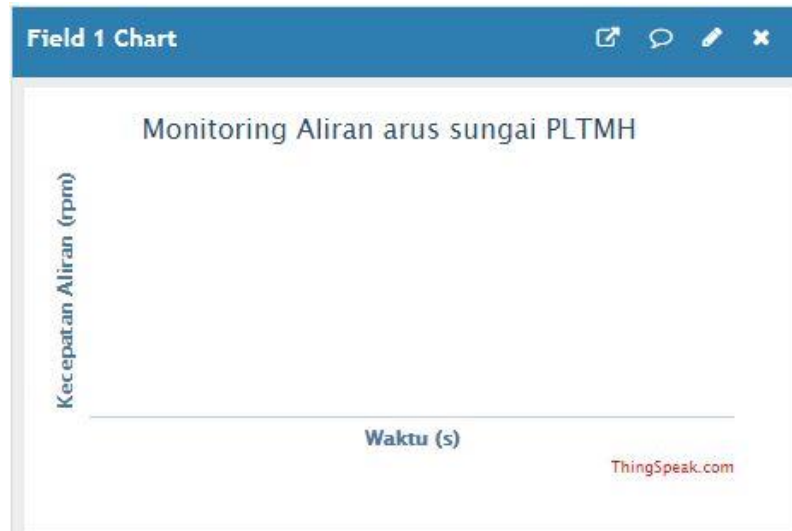 Field 1 Chart
Monitoring Aliran arus sungai PLTMH
Kecepatan Aliran (rpm)
Waktu (s)
ThingSpeak.com